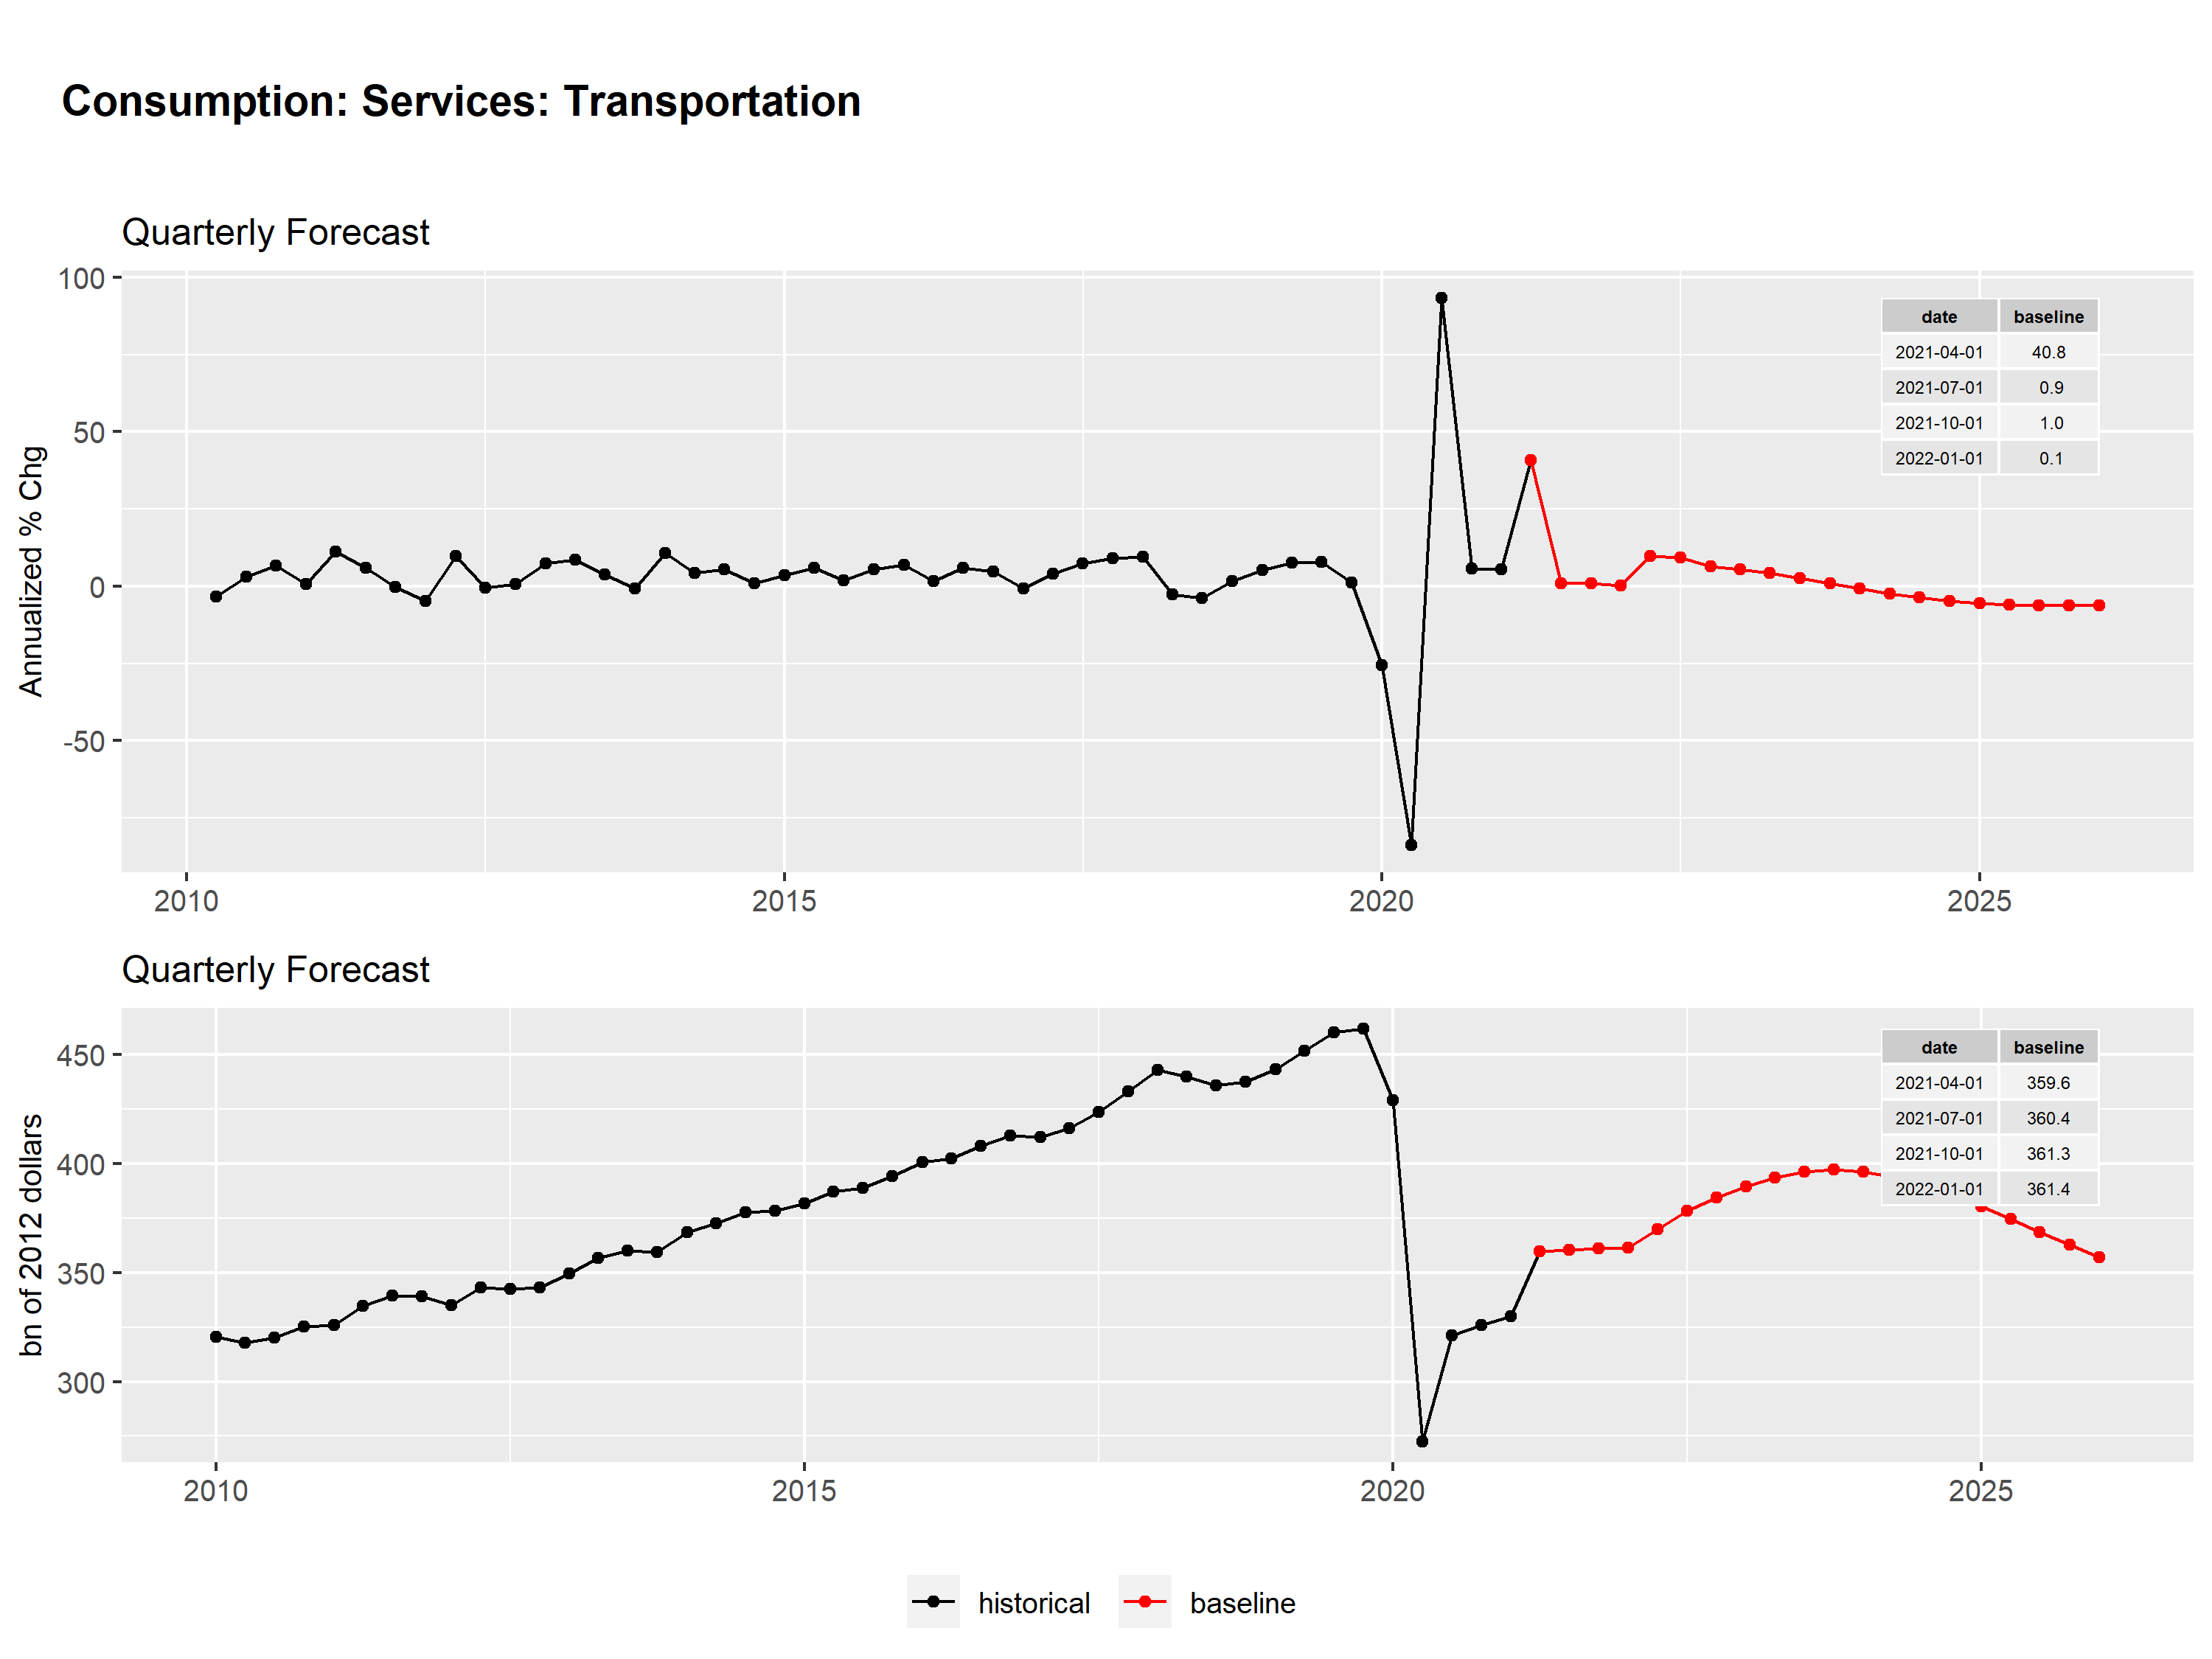 Consumption: Services: Transportation
Quarterly Forecast
Annualized % Chg
100
50
0
-50
date baseline
2021-04-01 40.8
2021-07-01 0.9
2021-10-01 1.0
2022-01-01 0.1
2010 2015 2020 2025
Quarterly Forecast
bn of 2012 dollars
450
400
350
300
date baseline
2021-04-01 359.6
2021-07-01 360.4
2021-10-01 361.3
2022-01-01 361.4
2010 2015 2020 2025
historical baseline